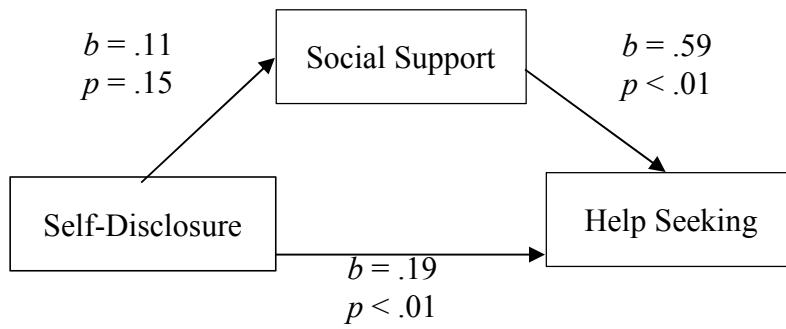 b = .11
p = .15
Social Support
b = .59
p < .01
Self-Disclosure
Help Seeking
b = .19
p < .01